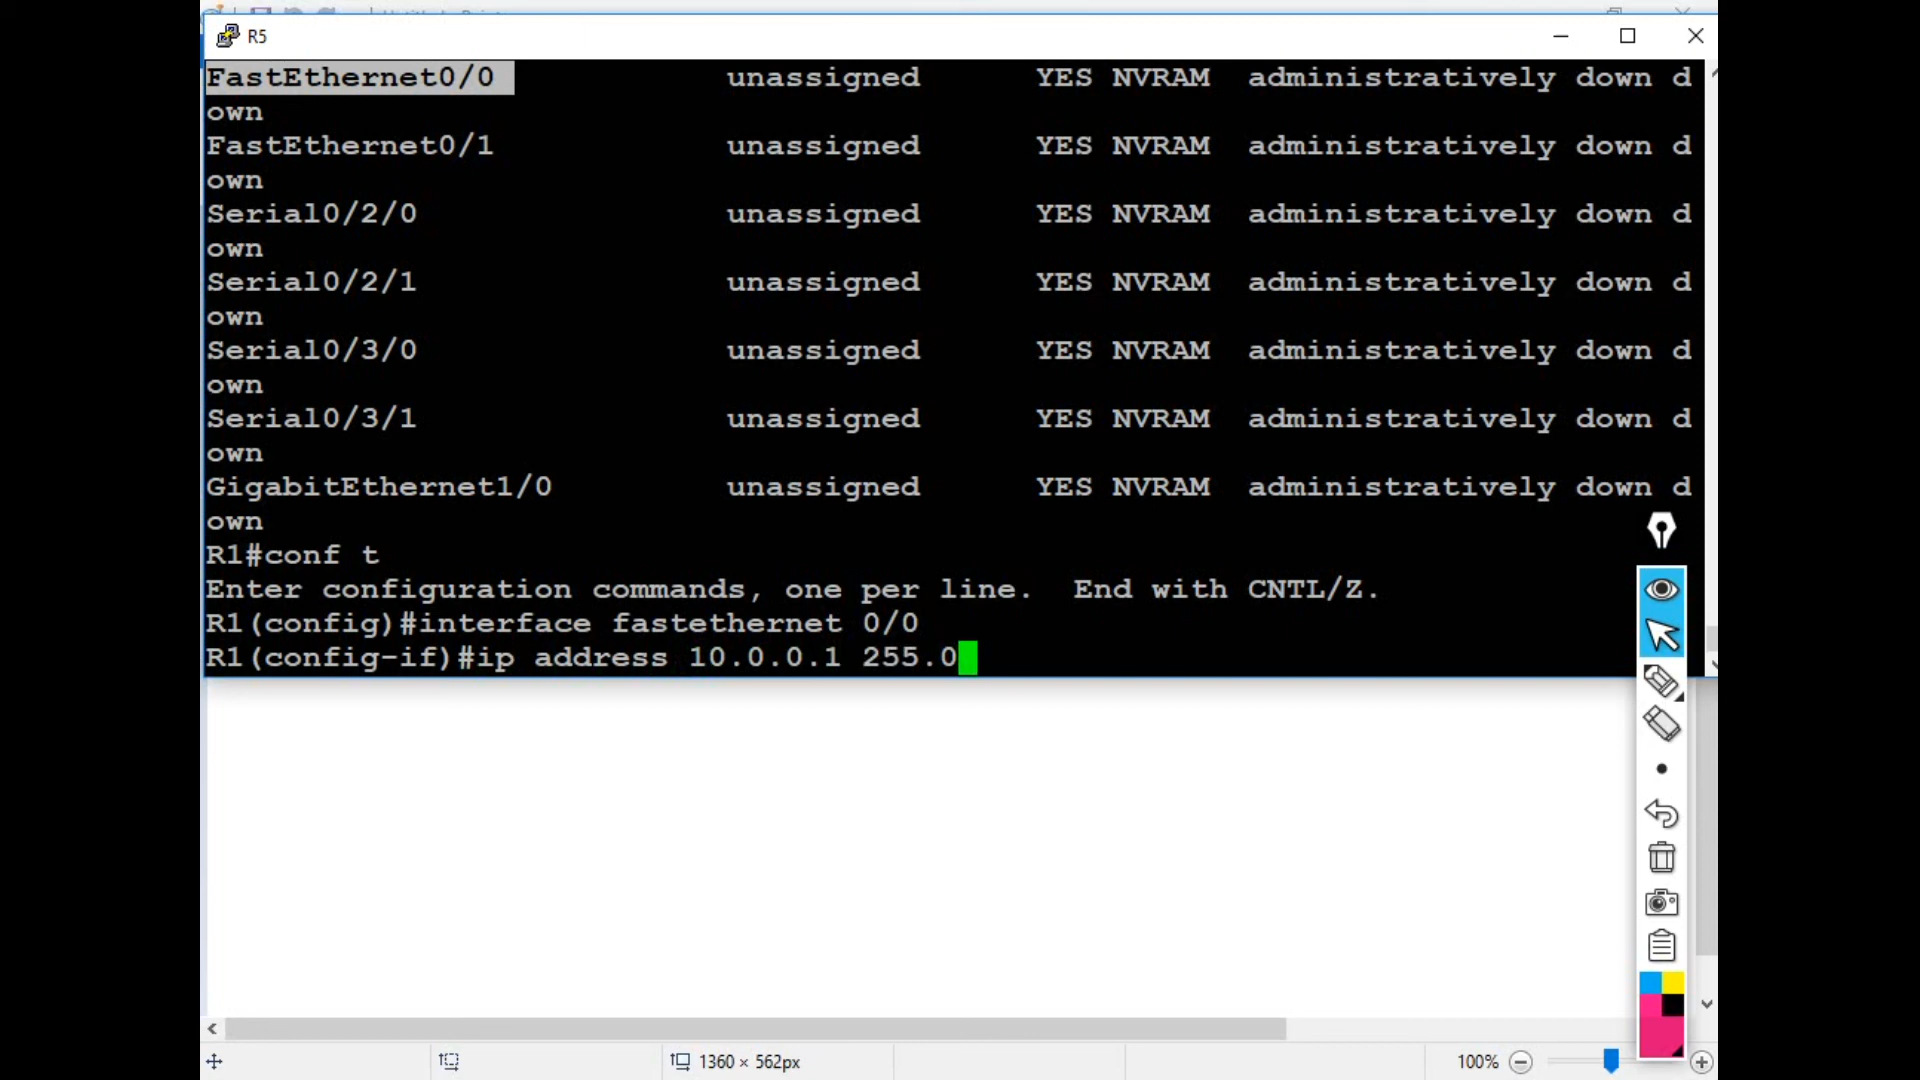 R5
FastEthernet0/0 unassigned YES NVRAM administratively down d
own
FastEthernet0/1 unassigned YES NVRAM administratively down d
own
Serial0/2/0 unassigned YES NVRAM administratively down d
own
Serial0/2/1 unassigned YES NVRAM administratively down d
own
Serial0/3/0 unassigned YES NVRAM administratively down d
own
Serial0/3/1 unassigned YES NVRAM administratively down d
own
GigabitEthernet1/0 unassigned YES NVRAM administratively down d
own
R1#conf t
Enter configuration commands, one per line. End with CNTL/Z.
R1(config)#interface fastethernet 0/0
R1(config-if)#ip address 10.0.0.1 255.0
1360 × 562px
100%